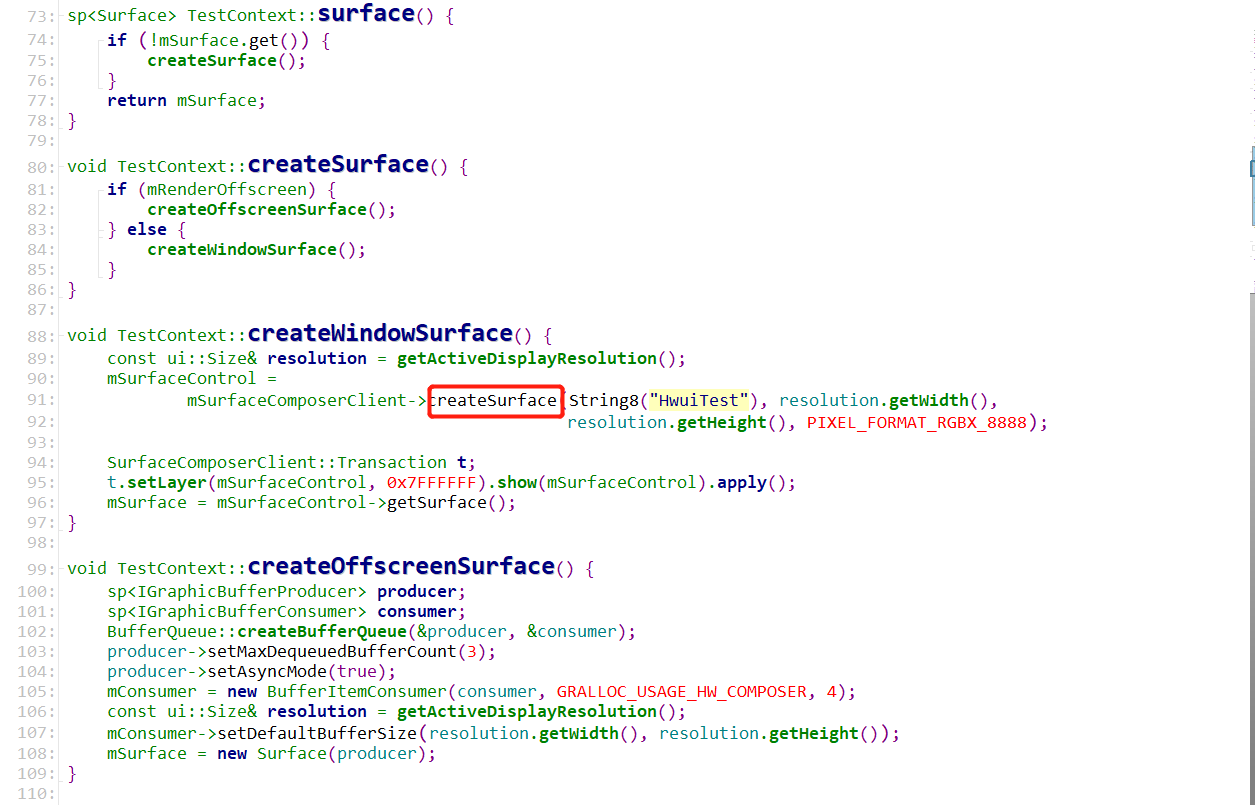 73: sp<Surface> TestContext::surface() {
74:     if (!mSurface.get()) {
75:         createSurface();
76:     }
77:     return mSurface;
78: }
79:
80: void TestContext::createSurface() {
81:     if (mRenderOffscreen) {
82:         createOffscreenSurface();
83:     } else {
84:         createWindowSurface();
85:     }
86: }
87:
88: void TestContext::createWindowSurface() {
89:     const ui::Size& resolution = getActiveDisplayResolution();
90:     mSurfaceControl =
91:             mSurfaceComposerClient->createSurface(String8("HwuiTest"), resolution.getWidth(),
92:                                                   resolution.getHeight(), PIXEL_FORMAT_RGBX_8888);
93:
94:     SurfaceComposerClient::Transaction t;
95:     t.setLayer(mSurfaceControl, 0x7FFFFFF).show(mSurfaceControl).apply();
96:     mSurface = mSurfaceControl->getSurface();
97: }
98:
99: void TestContext::createOffscreenSurface() {
100:     sp<IGraphicBufferProducer> producer;
101:     sp<IGraphicBufferConsumer> consumer;
102:     BufferQueue::createBufferQueue(&producer, &consumer);
103:     producer->setMaxDequeuedBufferCount(3);
104:     producer->setAsyncMode(true);
105:     mConsumer = new BufferItemConsumer(consumer, GRALLOC_USAGE_HW_COMPOSER, 4);
106:     const ui::Size& resolution = getActiveDisplayResolution();
107:     mConsumer->setDefaultBufferSize(resolution.getWidth(), resolution.getHeight());
108:     mSurface = new Surface(producer);
109: }
110: